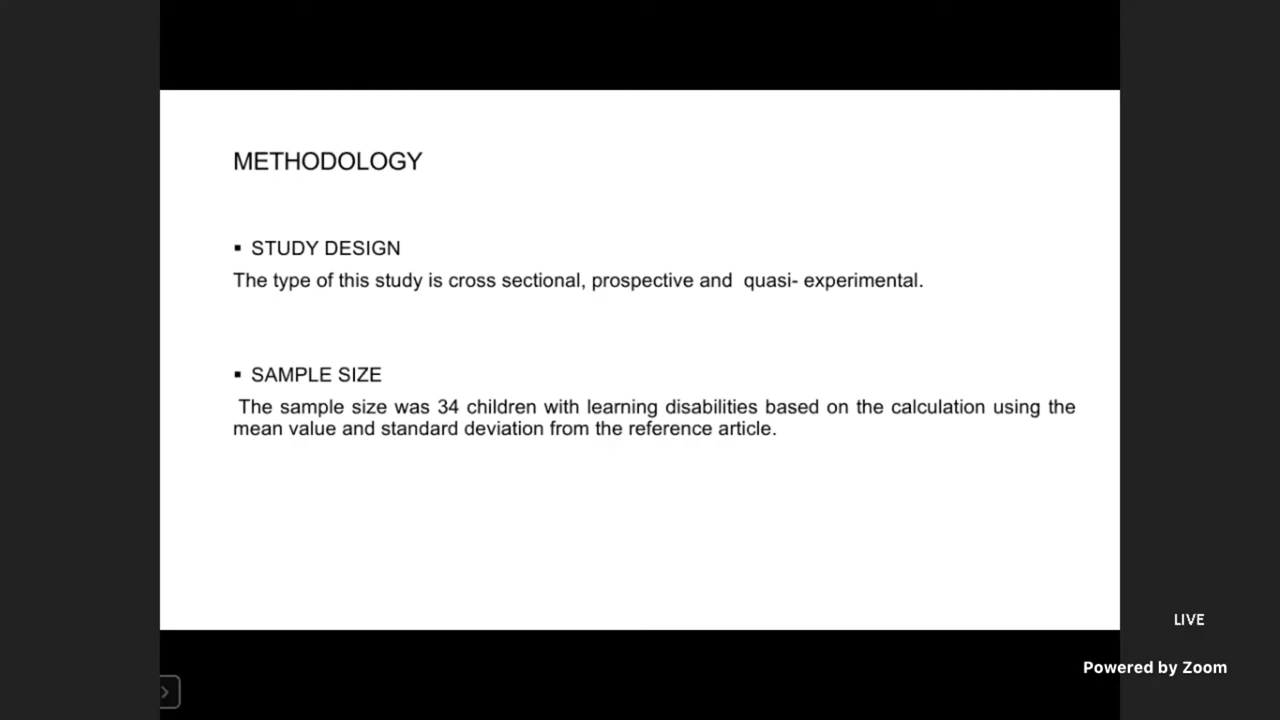 METHODOLOGY
▪ STUDY DESIGN
The type of this study is cross sectional, prospective and quasi- experimental.
▪ SAMPLE SIZE
The sample size was 34 children with learning disabilities based on the calculation using the
mean value and standard deviation from the reference article.
LIVE
Powered by Zoom